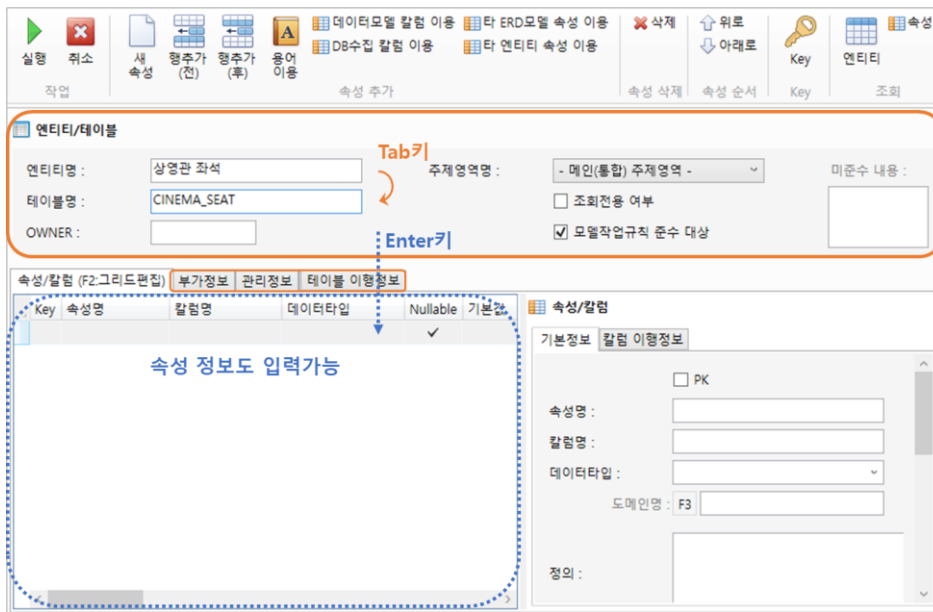 실행
취소
새
속성
행추가
(전)
행추가
(후)
용어
이용
데이터모델 칼럼 이용
타 ERD모델 속성 이용
DB수집 칼럼 이용
타 엔티티 속성 이용
삭제
위로
아래로
Key
엔티티
속성
작업
속성 추가
속성 삭제
속성 순서
Key
조회
엔티티/테이블
Tab키
엔티티명 :
상영관 좌석
주제영역명 :
- 메인(통합) 주제영역 -
미준수 내용 :
테이블명 :
CINEMA_SEAT
조회전용 여부
OWNER :
Enter키
모델작업규칙 준수 대상
속성/칼럼 (F2:그리드편집)
부가정보
관리정보
테이블 이행정보
Key
속성명
칼럼명
데이터타입
Nullable
기본값
속성 정보도 입력가능
속성/칼럼
기본정보
칼럼 이행정보
PK
속성명 :
칼럼명 :
데이터타입 :
도메인명 :
F3
정의 :